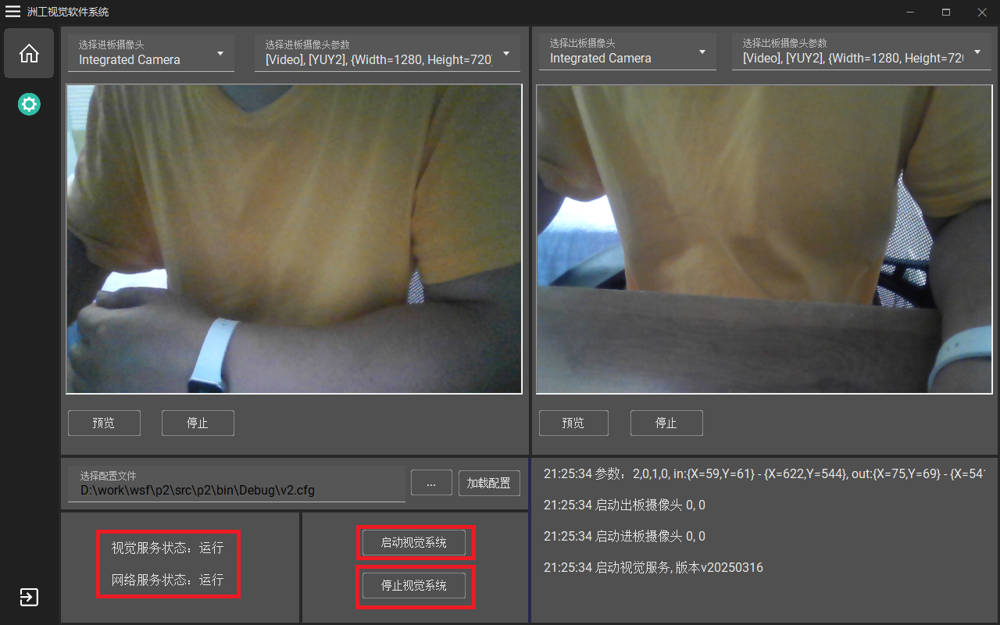 洲工视觉软件系统
选择进板摄像头
Integrated Camera
选择进板摄像头参数
[Video], [YUY2], {Width=1280, Height=720
选择出板摄像头
Integrated Camera
选择出板摄像头参数
[Video], [YUY2], {Width=1280, Height=720
预览
停止
预览
停止
选择配置文件
D:\work\wsf\p2\src\p2\bin\Debug\v2.cfg
...
加载配置
视觉服务状态：运行
网络服务状态：运行
启动视觉系统
停止视觉系统
21:25:34 参数：2,0,1,0, in:{X=59,Y=61} - {X=622,Y=544}, out:{X=75,Y=69} - {X=541
21:25:34 启动出板摄像头 0, 0
21:25:34 启动进板摄像头 0, 0
21:25:34 启动视觉服务, 版本v20250316